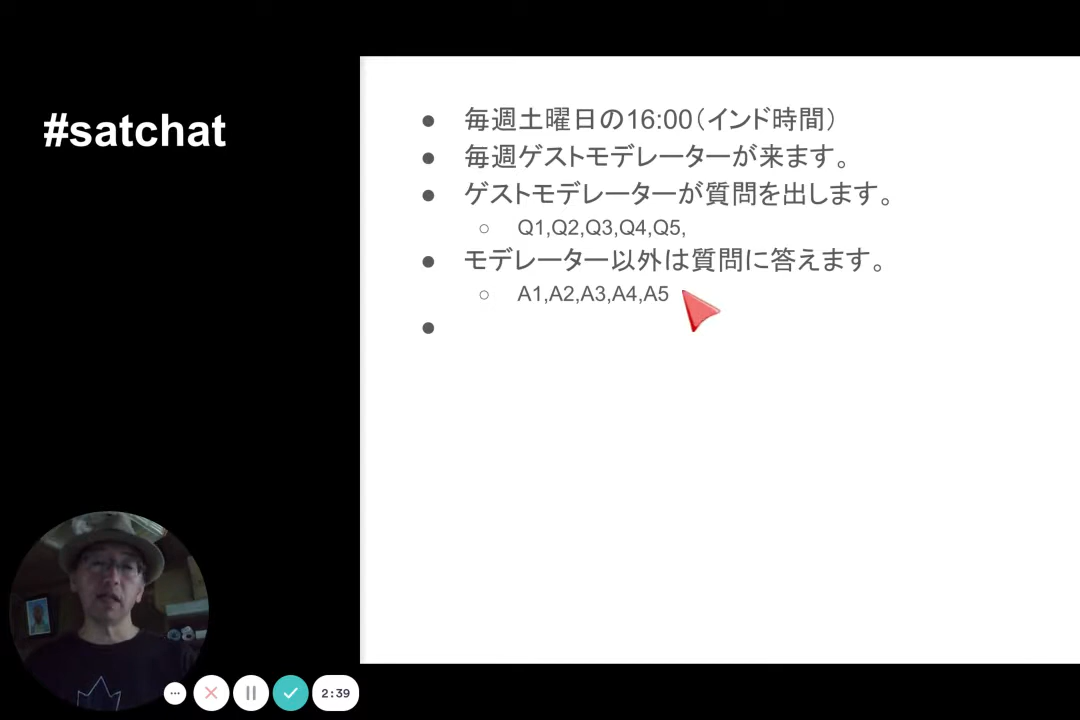 #satchat
毎週土曜日の16:00（インド時間）
毎週ゲストモデレーターが来ます。
ゲストモデレーターが質問を出します。
Q1,Q2,Q3,Q4,Q5,
モデレーター以外は質問に答えます。
A1,A2,A3,A4,A5
2:39